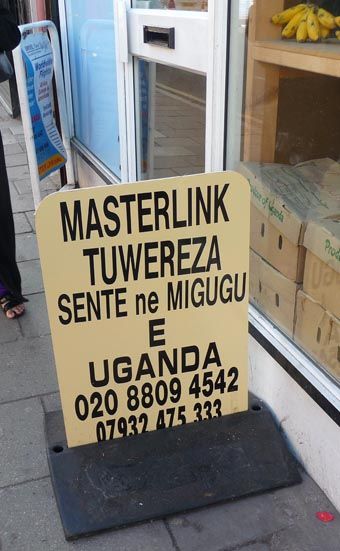 MASTERLINK
TUWEREZA
SENTE ne MIGUGU
E
UGANDA
020 8809 4542
07932 475 333